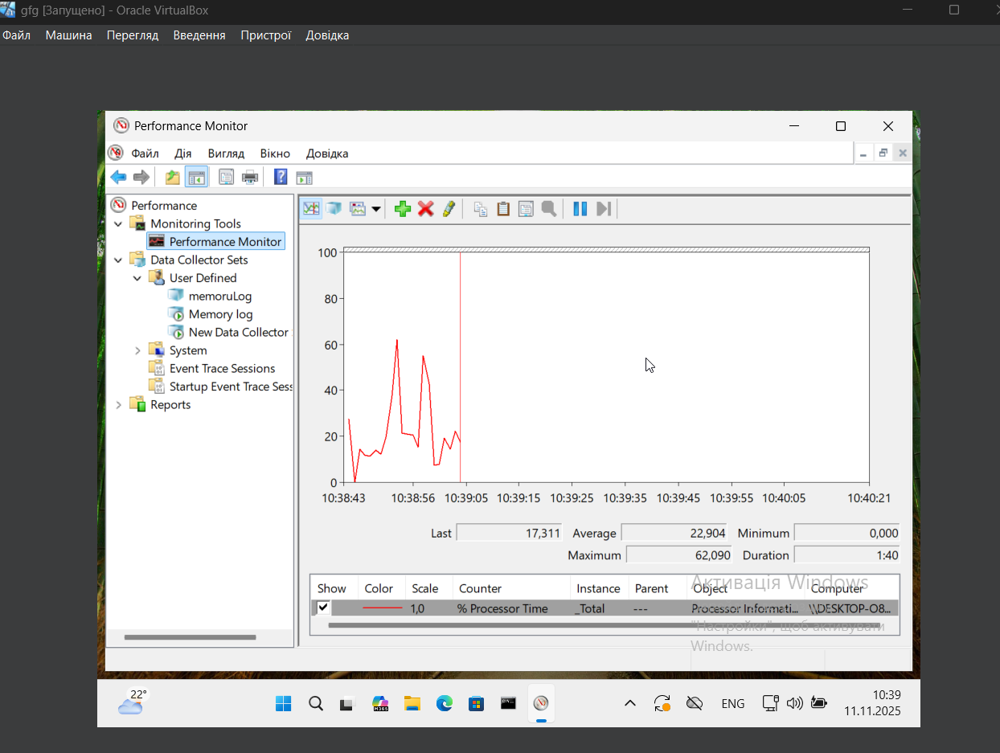 gfg [Запущено] - Oracle VirtualBox
Файл Машина Перегляд Введення Пристрої Довідка
Performance Monitor
Файл Дія Вигляд Вікно Довідка
Performance
Monitoring Tools
Performance Monitor
Data Collector Sets
User Defined
memoruLog
Memory log
New Data Collector
System
Event Trace Sessions
Startup Event Trace Sess
Reports
100
80
60
40
20
0
10:38:43 10:38:56 10:39:05 10:39:15 10:39:25 10:39:35 10:39:45 10:39:55 10:40:05 10:40:21
Last 17,311 Average 22,904 Minimum 0,000
Maximum 62,090 Duration 1:40
Show Color Scale Counter Instance Parent Object Computer
1,0 % Processor Time _Total --- Processor Informati... \\DESKTOP-O8...
Активація Windows
"Настройки", щоб активувати
Windows.
22°
ENG
10:39
11.11.2025